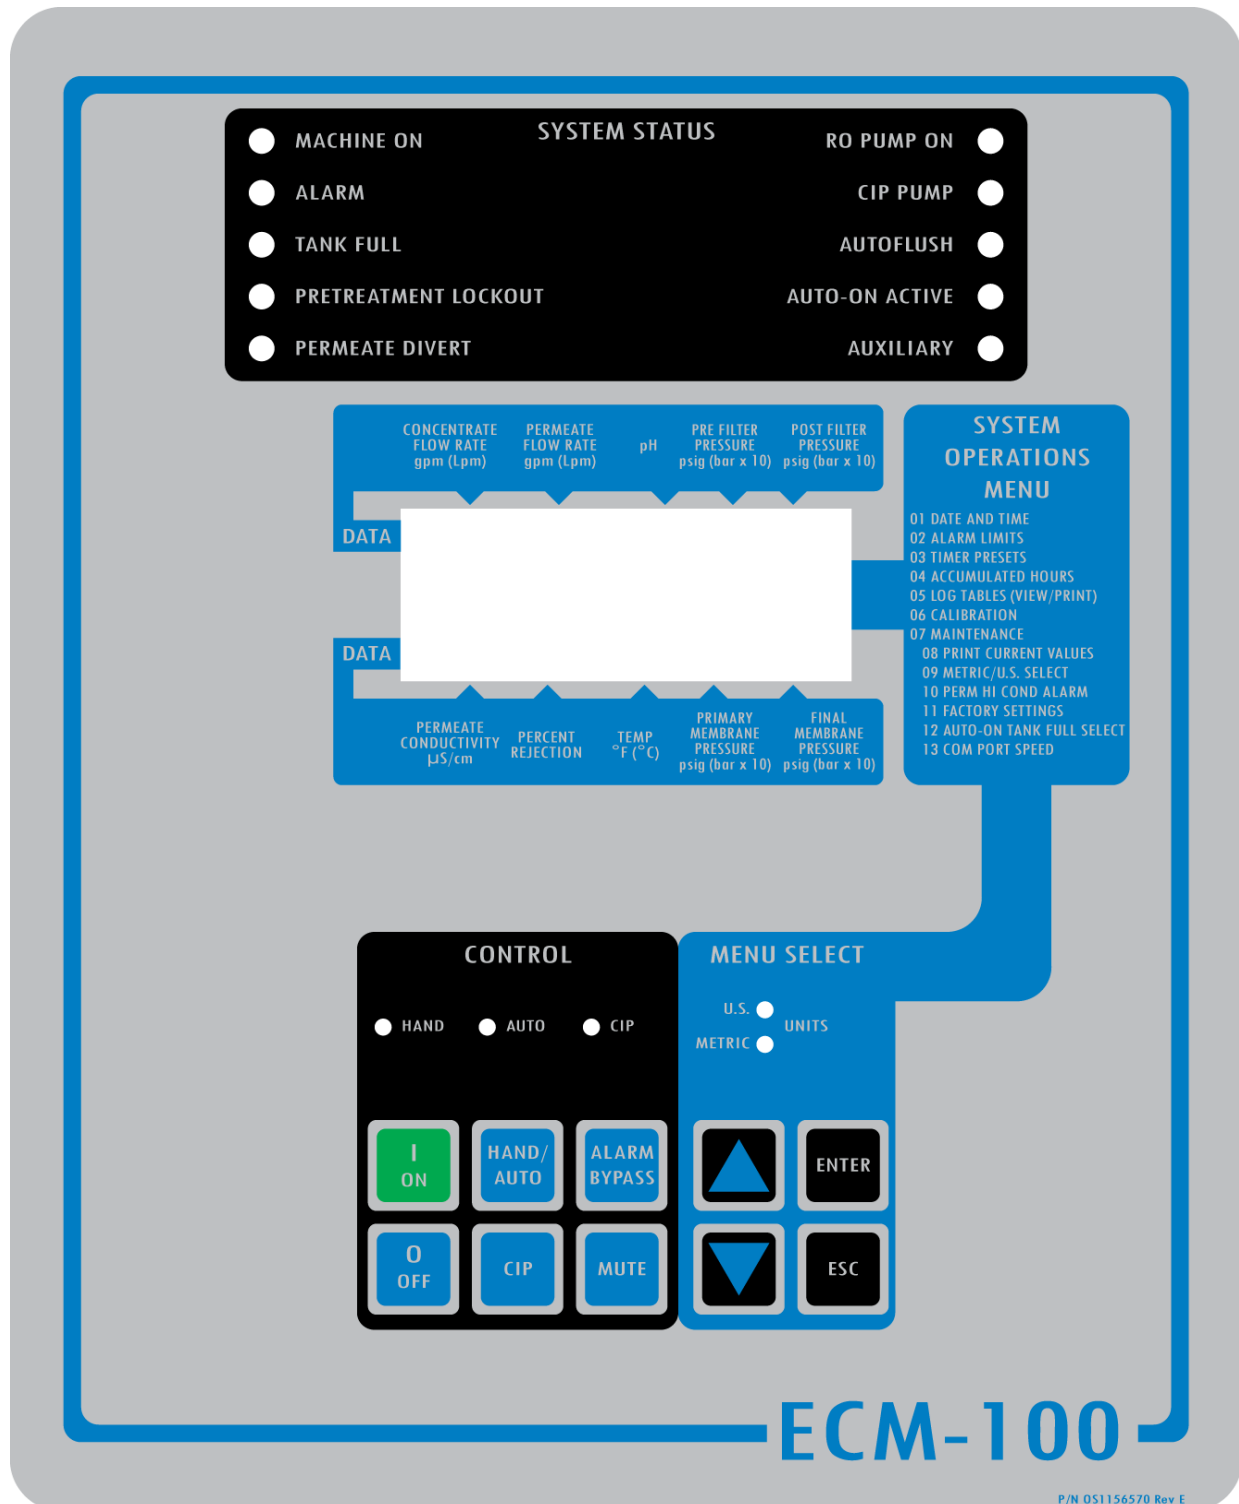 SYSTEM STATUS
MACHINE ON
ALARM
TANK FULL
PRETREATMENT LOCKOUT
PERMEATE DIVERT
RO PUMP ON
CIP PUMP
AUTOFLUSH
AUTO-ON ACTIVE
AUXILIARY
CONCENTRATE
FLOW RATE
gpm (Lpm)
PERMEATE
FLOW RATE
gpm (Lpm)
pH
PRE FILTER
PRESSURE
psig (bar x 10)
POST FILTER
PRESSURE
psig (bar x 10)
DATA
DATA
PERMEATE
CONDUCTIVITY
µS/cm
PERCENT
REJECTION
TEMP
°F (°C)
PRIMARY
MEMBRANE
PRESSURE
psig (bar x 10)
FINAL
MEMBRANE
PRESSURE
psig (bar x 10)
SYSTEM
OPERATIONS
MENU
01 DATE AND TIME
02 ALARM LIMITS
03 TIMER PRESETS
04 ACCUMULATED HOURS
05 LOG TABLES (VIEW/PRINT)
06 CALIBRATION
07 MAINTENANCE
08 PRINT CURRENT VALUES
09 METRIC/U.S. SELECT
10 PERM HI COND ALARM
11 FACTORY SETTINGS
12 AUTO-ON TANK FULL SELECT
13 COM PORT SPEED
CONTROL
HAND
AUTO
CIP
I
ON
HAND/
AUTO
ALARM
BYPASS
O
OFF
CIP
MUTE
MENU SELECT
U.S.
METRIC
UNITS
ENTER
ESC
ECM-100
P/N OS1156570 Rev E